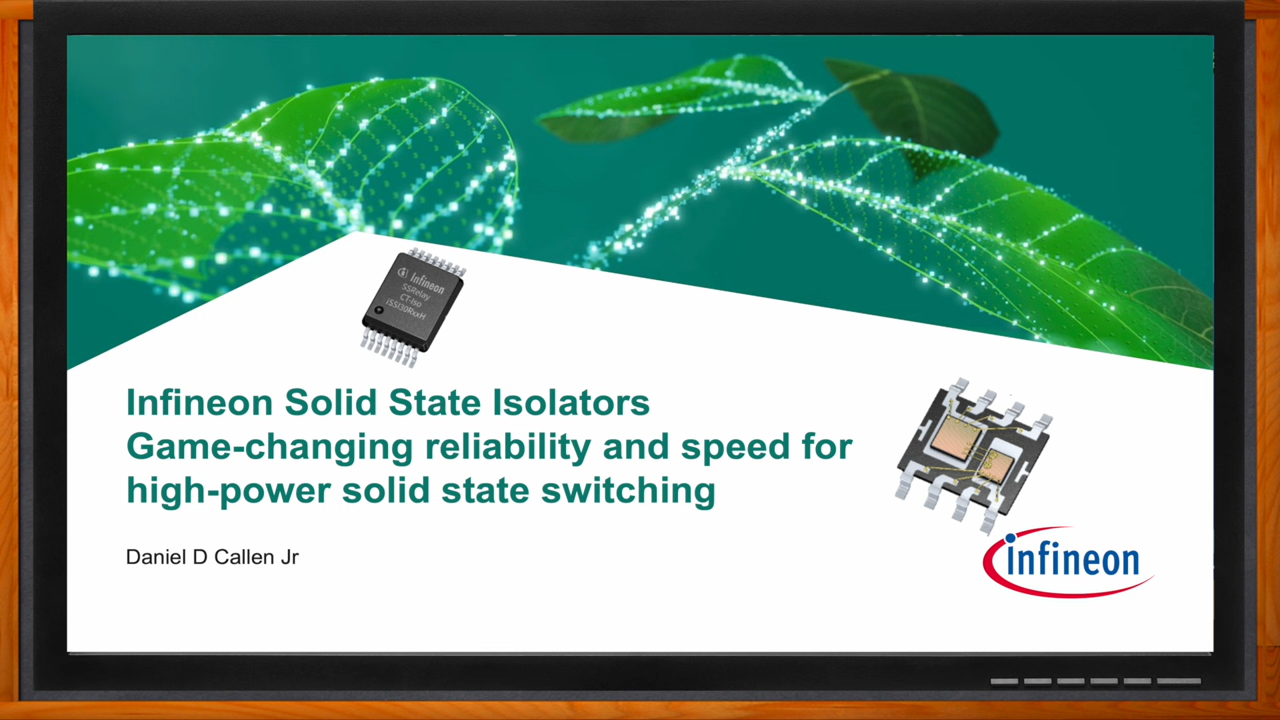 Infineon
SSRelay
CT-Iso
iSSI30RxxH
Infineon Solid State Isolators
Game-changing reliability and speed for
high-power solid state switching
Daniel D Callen Jr
infineon